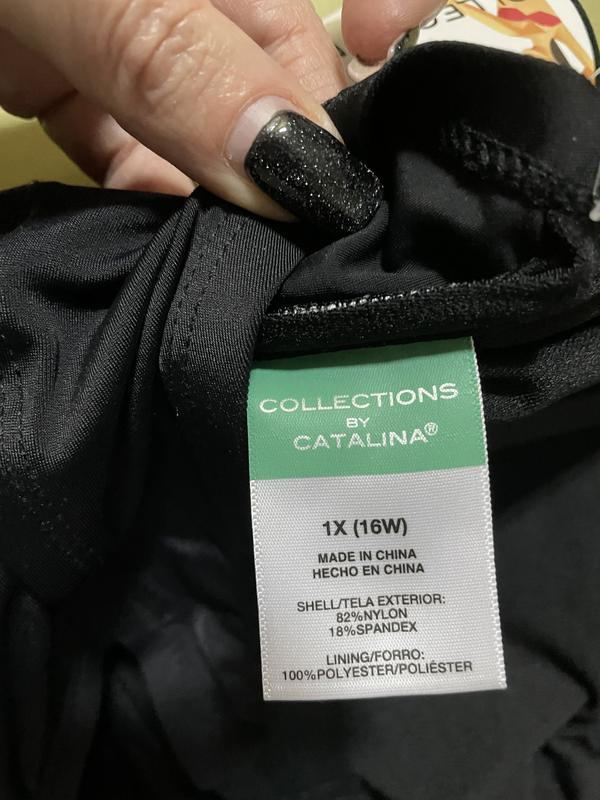 COLLECTIONS
BY
CATALINA®
1X (16W)
MADE IN CHINA
HECHO EN CHINA
SHELL/TELA EXTERIOR:
82%NYLON
18%SPANDEX
LINING/FORRO:
100%POLYESTER/POLIÉSTER